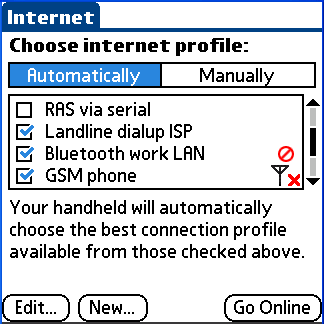 Internet
Choose internet profile:
Automatically Manually
RAS via serial
Landline dialup ISP
Bluetooth work LAN
GSM phone
Your handheld will automatically
choose the best connection profile
available from those checked above.
Edit... New... Go Online